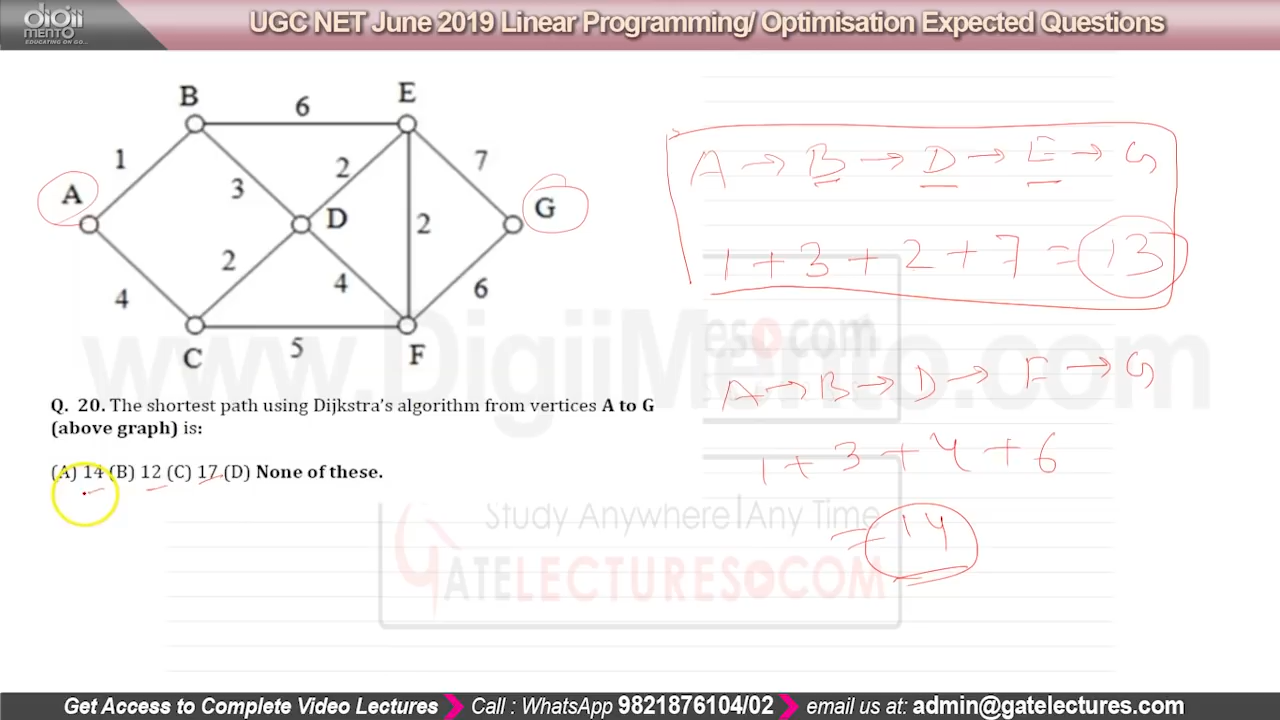 digii
MENTO
EDUCATING ON GO...
UGC NET June 2019 Linear Programming/ Optimisation Expected Questions
B 6 E
1 2 7
A 3 D G
2 2
4 4 6
C 5 F
A → B → D → E → G
1 + 3 + 2 + 7 = 13
A → B → D → F → G
1 + 3 + 4 + 6
= 14
Q. 20. The shortest path using Dijkstra's algorithm from vertices A to G
(above graph) is:
(A) 14 (B) 12 (C) 17 (D) None of these.
www.DigiiMento.com
eso.com
Study Anywhere|Any Time
GATELECTURES.COM
Get Access to Complete Video Lectures Call : WhatsApp 9821876104/02 email us at: admin@gatelectures.com